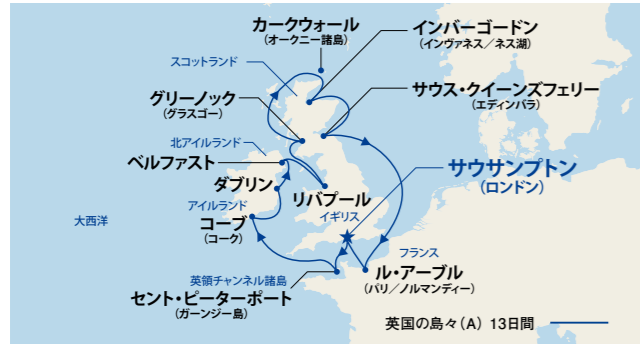 カークウォール
(オークニー諸島)
インバーゴードン
(インヴァネス／ネス湖)
スコットランド
グリーノック
(グラスゴー)
サウス・クイーンズフェリー
(エディンバラ)
北アイルランド
ベルファスト
ダブリン
リバプール
イギリス
サウサンプトン
(ロンドン)
アイルランド
コーブ
(コーク)
大西洋
フランス
ル・アーブル
(パリ／ノルマンディー)
英領チャンネル諸島
セント・ピーターポート
(ガーンジー島)
英国の島々(A) 13日間